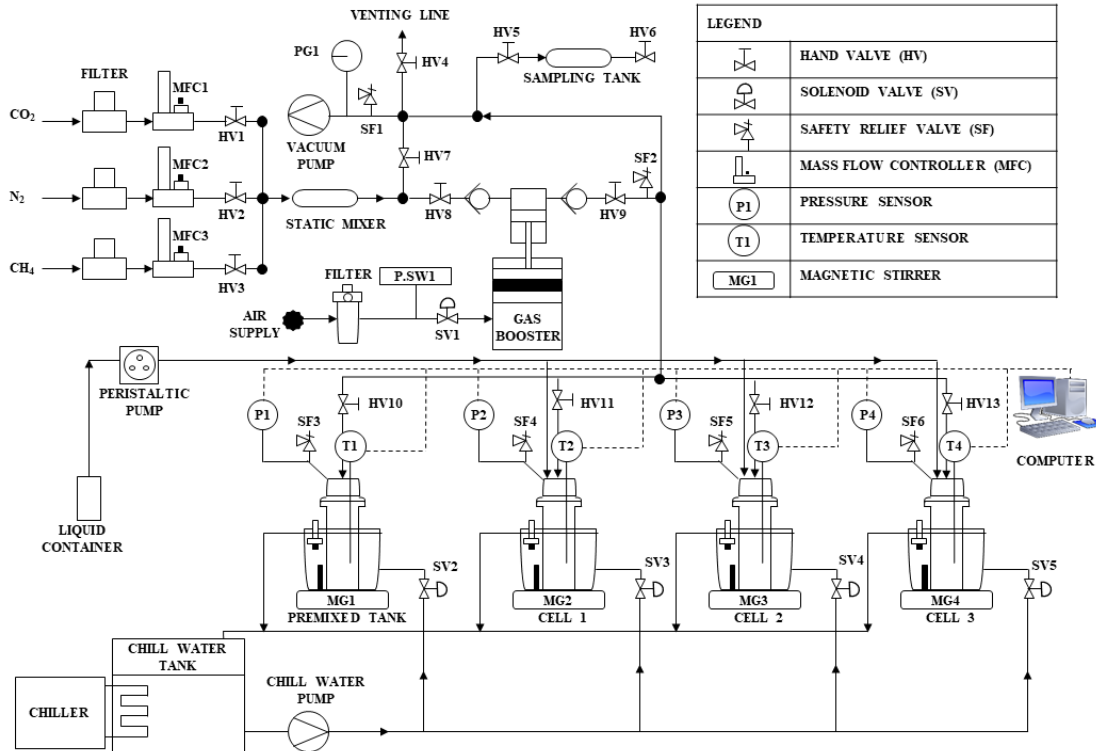 VENTING LINE
HV5
HV6
PG1
HV4
SAMPLING TANK
FILTER
MFC1
CO₂
HV1
SF1
VACUUM
PUMP
HV7
MFC2
SF2
N₂
HV2
STATIC MIXER
HV8
HV9
MFC3
CH₄
HV3
FILTER
P.SW1
AIR
SUPPLY
SV1
GAS
BOOSTER
LEGEND
HAND VALVE (HV)
SOLENOID VALVE (SV)
SAFETY RELIEF VALVE (SF)
MASS FLOW CONTROLLER (MFC)
P1
PRESSURE SENSOR
T1
TEMPERATURE SENSOR
MG1
MAGNETIC STIRRER
PERISTALTIC
PUMP
P1
SF3
HV10
T1
P2
SF4
HV11
T2
P3
SF5
HV12
T3
P4
SF6
HV13
T4
COMPUTER
LIQUID
CONTAINER
SV2
SV3
SV4
SV5
MG1
MG2
MG3
MG4
PREMIXED TANK
CELL 1
CELL 2
CELL 3
CHILL WATER
TANK
CHILLER
CHILL WATER
PUMP